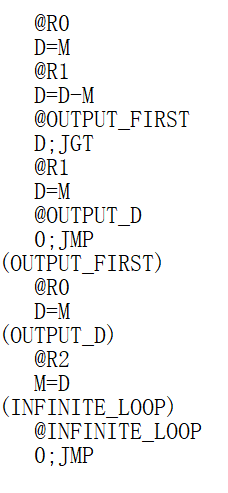 @R0
D=M
@R1
D=D-M
@OUTPUT_FIRST
D;JGT
@R1
D=M
@OUTPUT_D
0;JMP
(OUTPUT_FIRST)
@R0
D=M
(OUTPUT_D)
@R2
M=D
(INFINITE_LOOP)
@INFINITE_LOOP
0;JMP